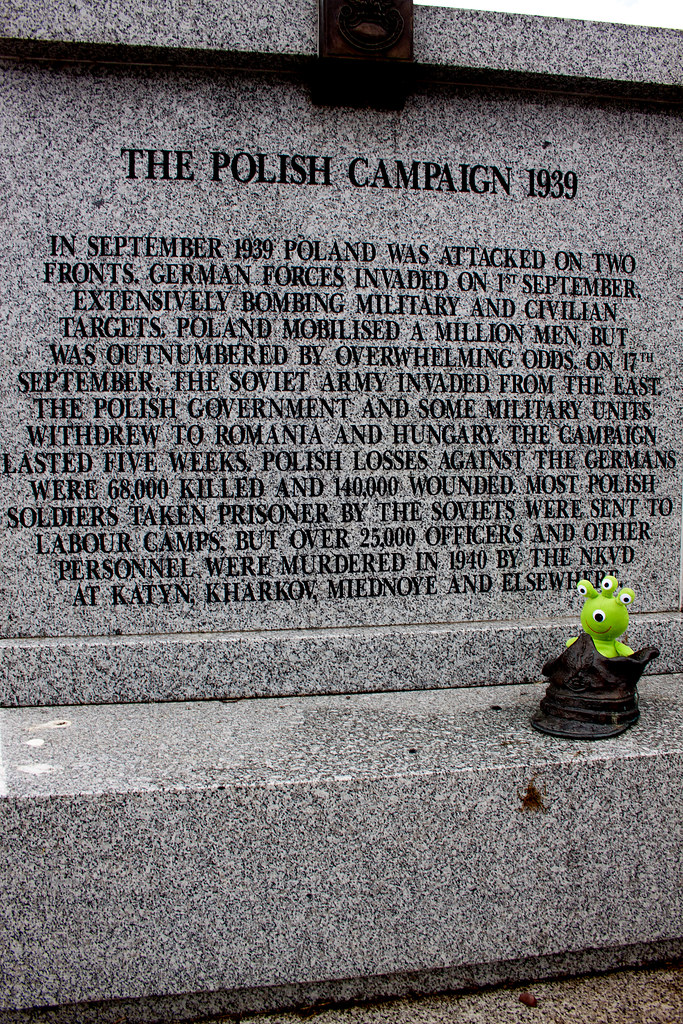 THE POLISH CAMPAIGN 1939
IN SEPTEMBER 1939 POLAND WAS ATTACKED ON TWO
FRONTS. GERMAN FORCES INVADED ON 1ST SEPTEMBER,
EXTENSIVELY BOMBING MILITARY AND CIVILIAN
TARGETS. POLAND MOBILISED A MILLION MEN, BUT
WAS OUTNUMBERED BY OVERWHELMING ODDS. ON 17TH
SEPTEMBER, THE SOVIET ARMY INVADED FROM THE EAST.
THE POLISH GOVERNMENT AND SOME MILITARY UNITS
WITHDREW TO ROMANIA AND HUNGARY. THE CAMPAIGN
LASTED FIVE WEEKS. POLISH LOSSES AGAINST THE GERMANS
WERE 68,000 KILLED AND 140,000 WOUNDED. MOST POLISH
SOLDIERS TAKEN PRISONER BY THE SOVIETS WERE SENT TO
LABOUR CAMPS, BUT OVER 25,000 OFFICERS AND OTHER
PERSONNEL WERE MURDERED IN 1940 BY THE NKVD
AT KATYN, KHARKOV, MIEDNOYE AND ELSEWHERE